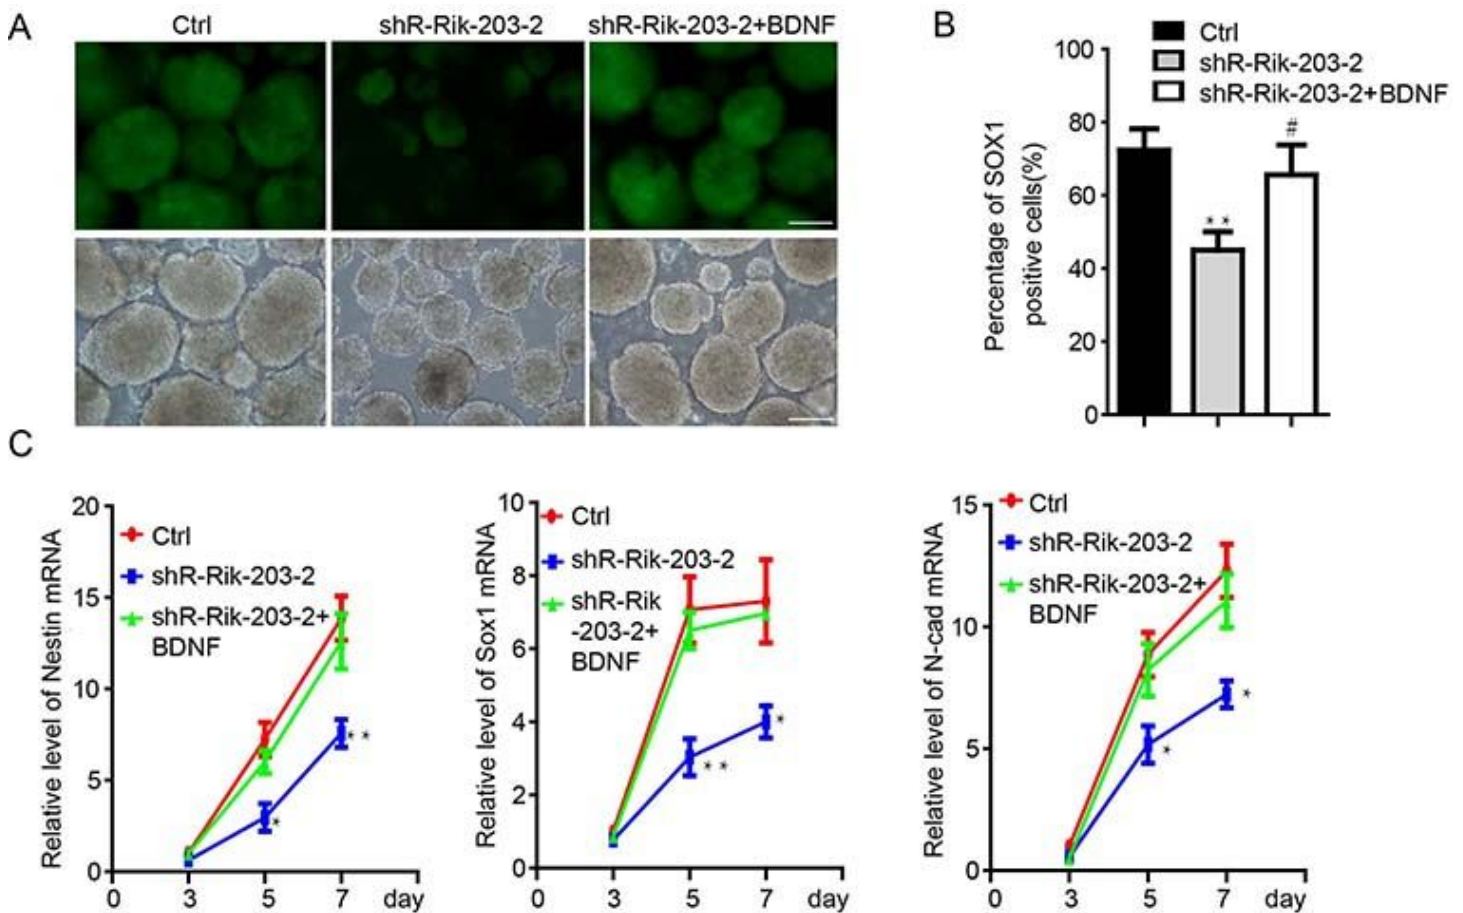 A
Ctrl
shR-Rik-203-2
shR-Rik-203-2+BDNF
B
Ctrl
shR-Rik-203-2
shR-Rik-203-2+BDNF
Percentage of SOX1
positive cells(%)
100
80
60
40
20
0
**
#
C
Relative level of Nestin mRNA
20
15
10
5
0
Ctrl
shR-Rik-203-2
shR-Rik-203-2+
BDNF
*
**
0 3 5 7 day
Relative level of Sox1 mRNA
10
8
6
4
2
0
Ctrl
shR-Rik-203-2
shR-Rik
-203-2+
BDNF
**
*
0 3 5 7 day
Relative level of N-cad mRNA
15
10
5
0
Ctrl
shR-Rik-203-2
shR-Rik-203-2+
BDNF
*
*
0 3 5 7 day